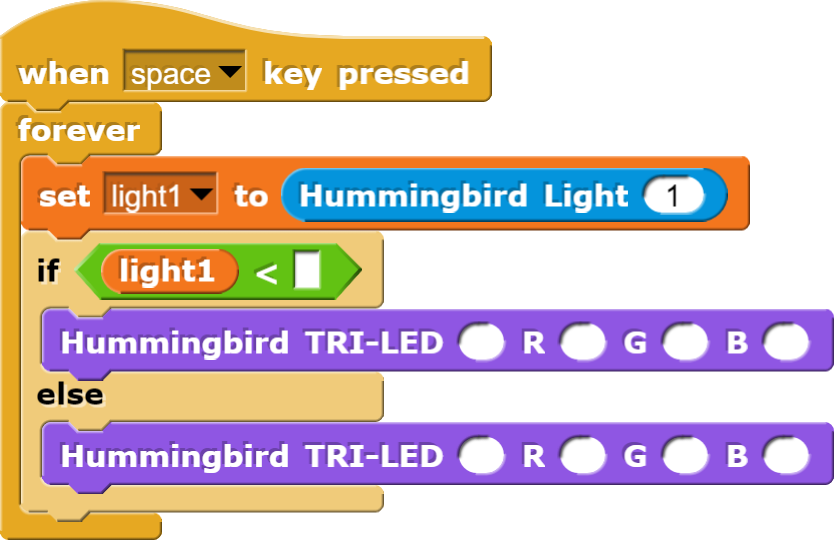 when space key pressed
forever
set light1 to Hummingbird Light 1
if light1 <
Hummingbird TRI-LED R G B
else
Hummingbird TRI-LED R G B